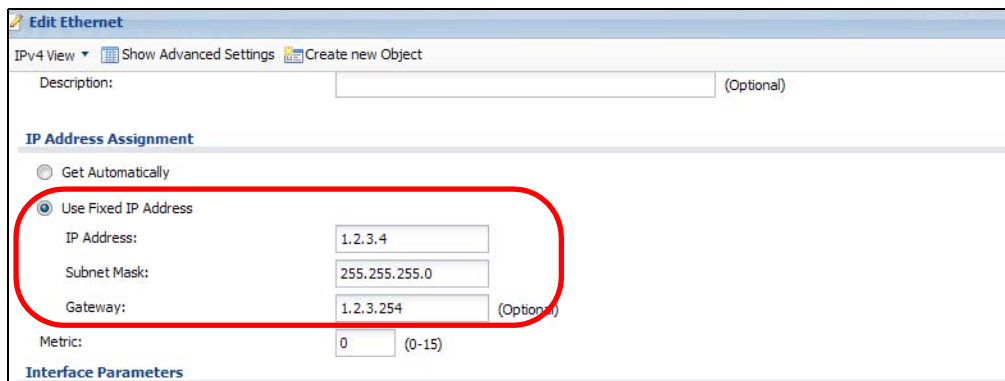 Edit Ethernet
IPv4 View Show Advanced Settings Create new Object
Description: (Optional)
IP Address Assignment
Get Automatically
Use Fixed IP Address
IP Address: 1.2.3.4
Subnet Mask: 255.255.255.0
Gateway: 1.2.3.254 (Optional)
Metric: 0 (0-15)
Interface Parameters